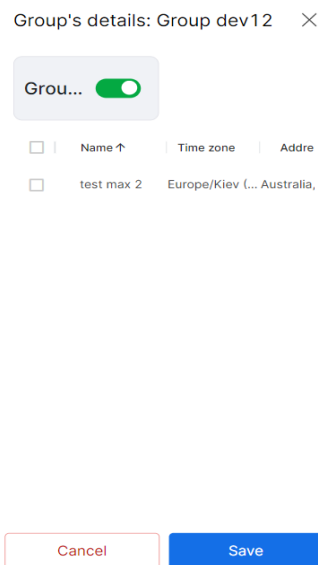 Group's details: Group dev12
Grou...
Name Time zone Addre
test max 2 Europe/Kiev (... Australia,
Cancel Save